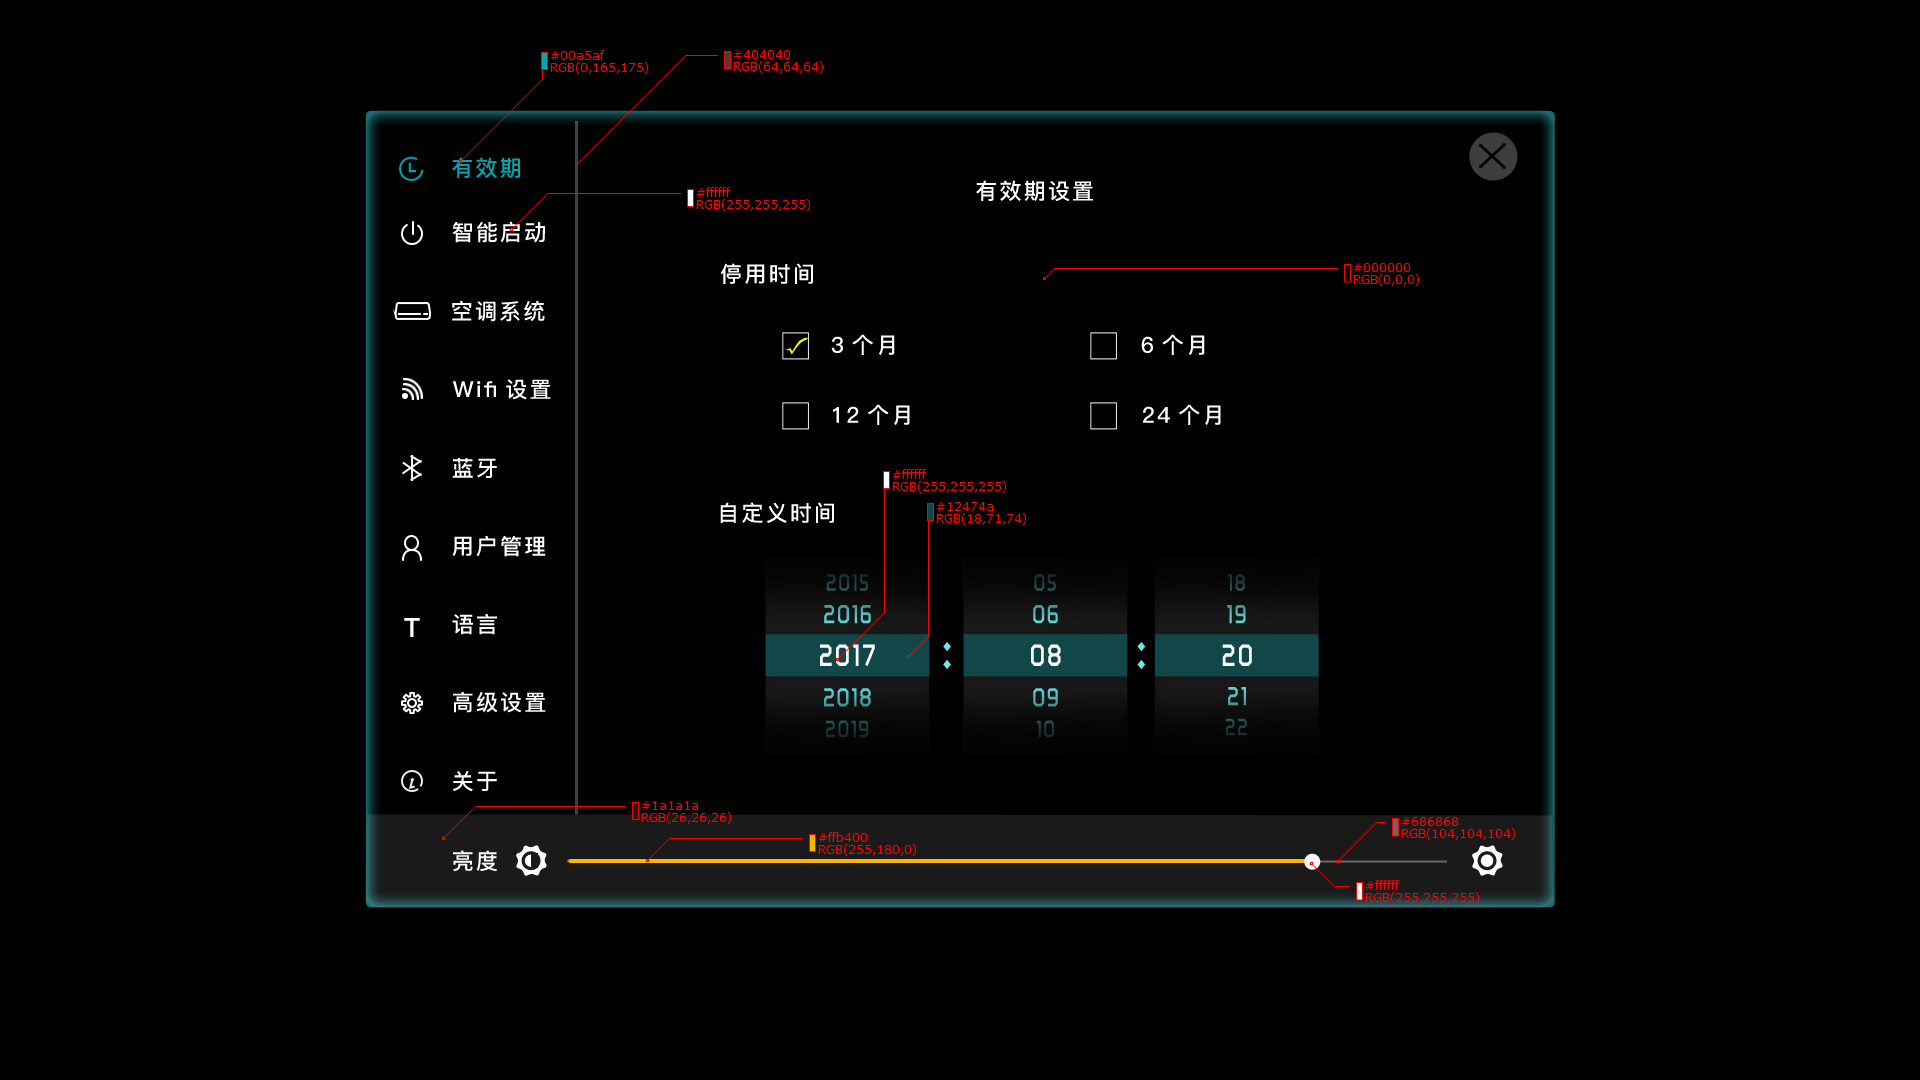 #00a5af
RGB(0,165,175)
#404040
RGB(64,64,64)
有效期
#ffffff
RGB(255,255,255)
有效期设置
智能启动
停用时间
#000000
RGB(0,0,0)
空调系统
3 个月
6 个月
Wifi 设置
12 个月
24 个月
蓝牙
#ffffff
RGB(255,255,255)
自定义时间
#12474a
RGB(18,71,74)
用户管理
2015 05 18
2016 06 19
语言
2017 : 08 : 20
2018 09 21
高级设置
2019 10 22
关于
#1a1a1a
RGB(26,26,26)
#ffb400
RGB(255,180,0)
#686868
RGB(104,104,104)
亮度
#ffffff
RGB(255,255,255)